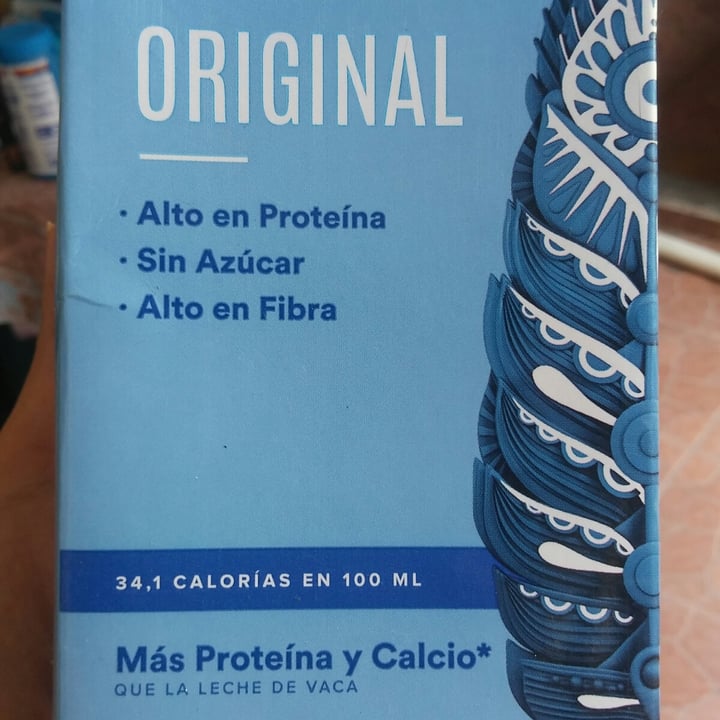 ORIGINAL
• Alto en Proteína
• Sin Azúcar
• Alto en Fibra
34,1 CALORÍAS EN 100 ML
Más Proteína y Calcio*
QUE LA LECHE DE VACA